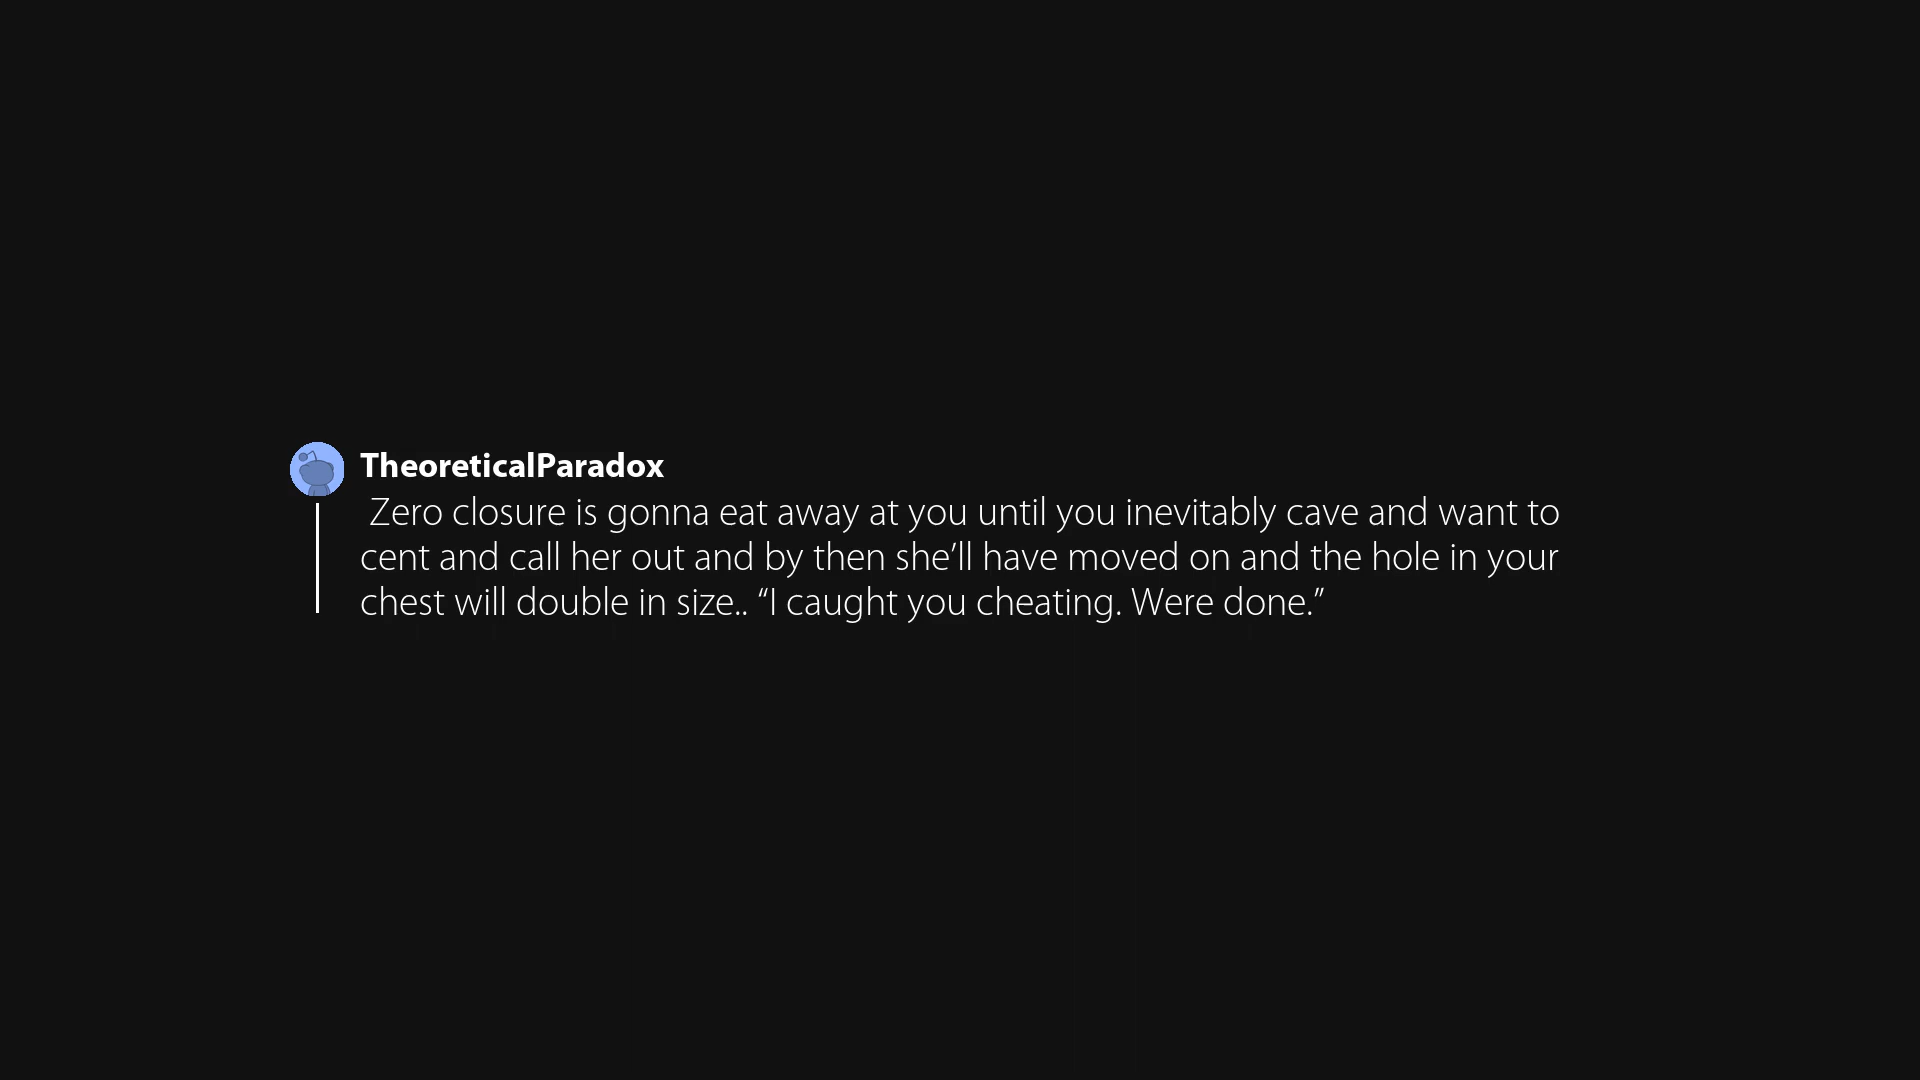 TheoreticalParadox
Zero closure is gonna eat away at you until you inevitably cave and want to
cent and call her out and by then she’ll have moved on and the hole in your
chest will double in size.. “I caught you cheating. Were done.”